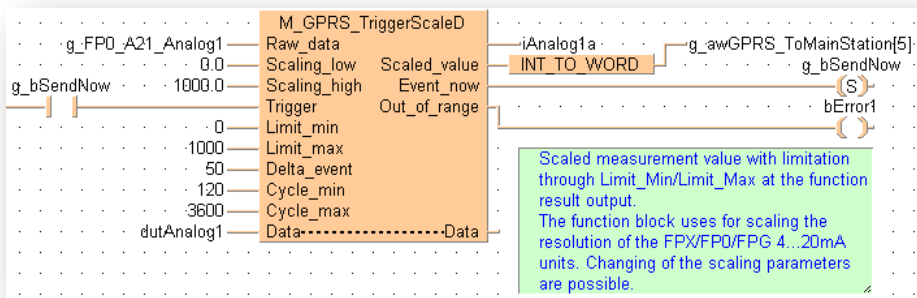 M_GPRS_TriggerScaleD
g_FP0_A21_Analog1 Raw_data iAnalog1a g_awGPRS_ToMainStation[5]
0.0 Scaling_low Scaled_value INT_TO_WORD g_bSendNow
g_bSendNow 1000.0 Scaling_high Event_now (S)
Trigger Out_of_range bError1
0 Limit_min ( )
1000 Limit_max
50 Delta_event
120 Cycle_min
3600 Cycle_max
dutAnalog1 Data Data
Scaled measurement value with limitation
through Limit_Min/Limit_Max at the function
result output.
The function block uses for scaling the
resolution of the FPX/FP0/FPG 4...20mA
units. Changing of the scaling parameters
are possible.